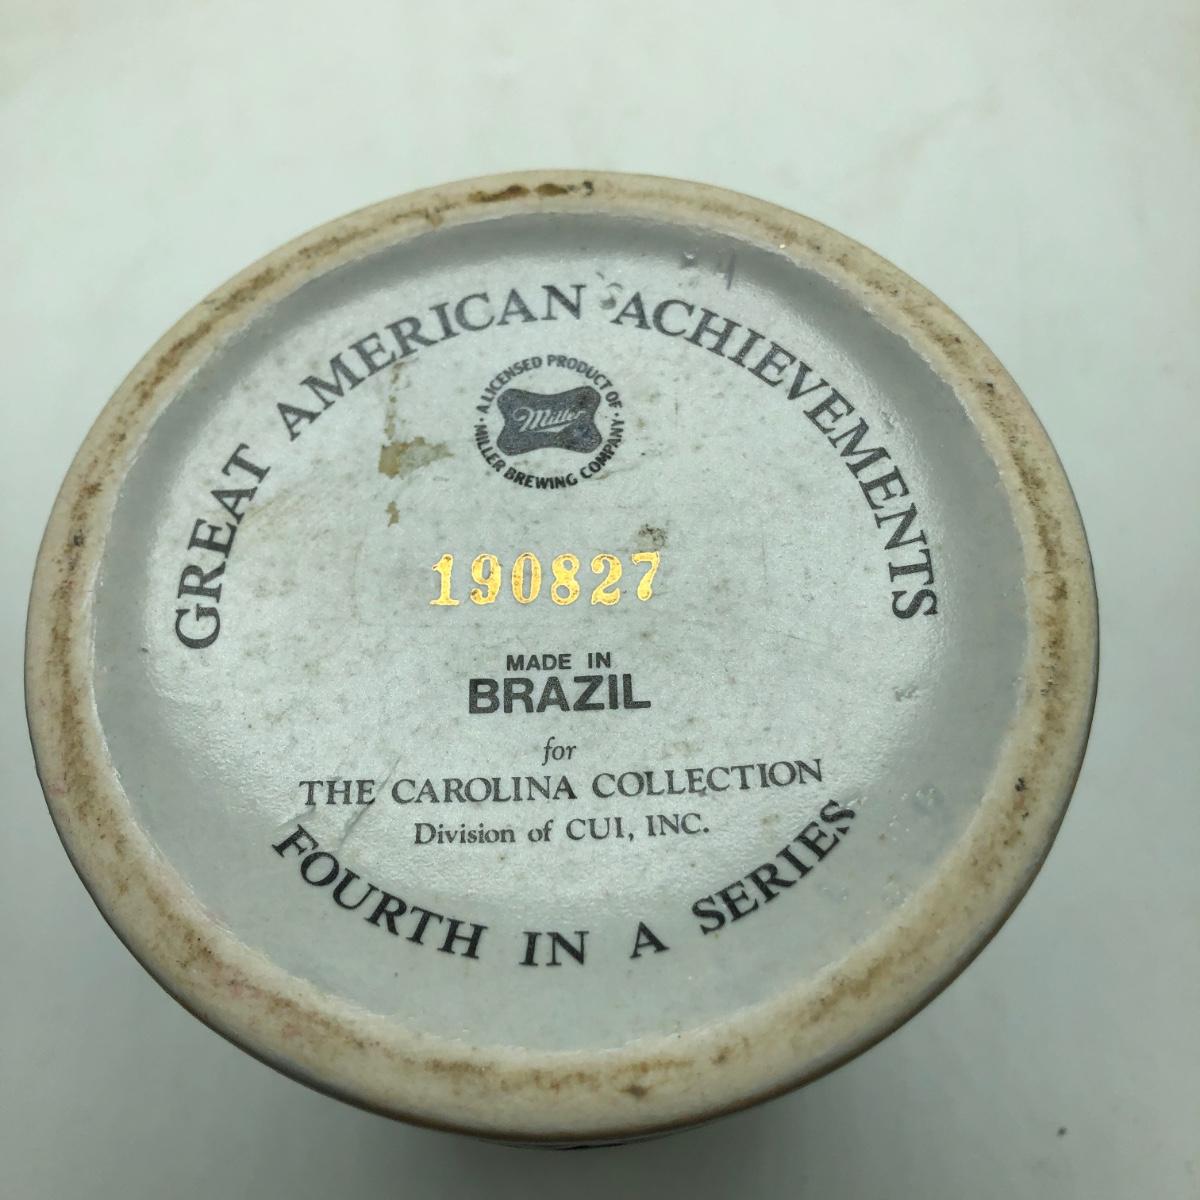 GREAT AMERICAN ACHIEVEMENTS
· A LICENSED PRODUCT OF ·
Miller
MILLER BREWING COMPANY
190827
MADE IN
BRAZIL
for
THE CAROLINA COLLECTION
Division of CUI, INC.
FOURTH IN A SERIES